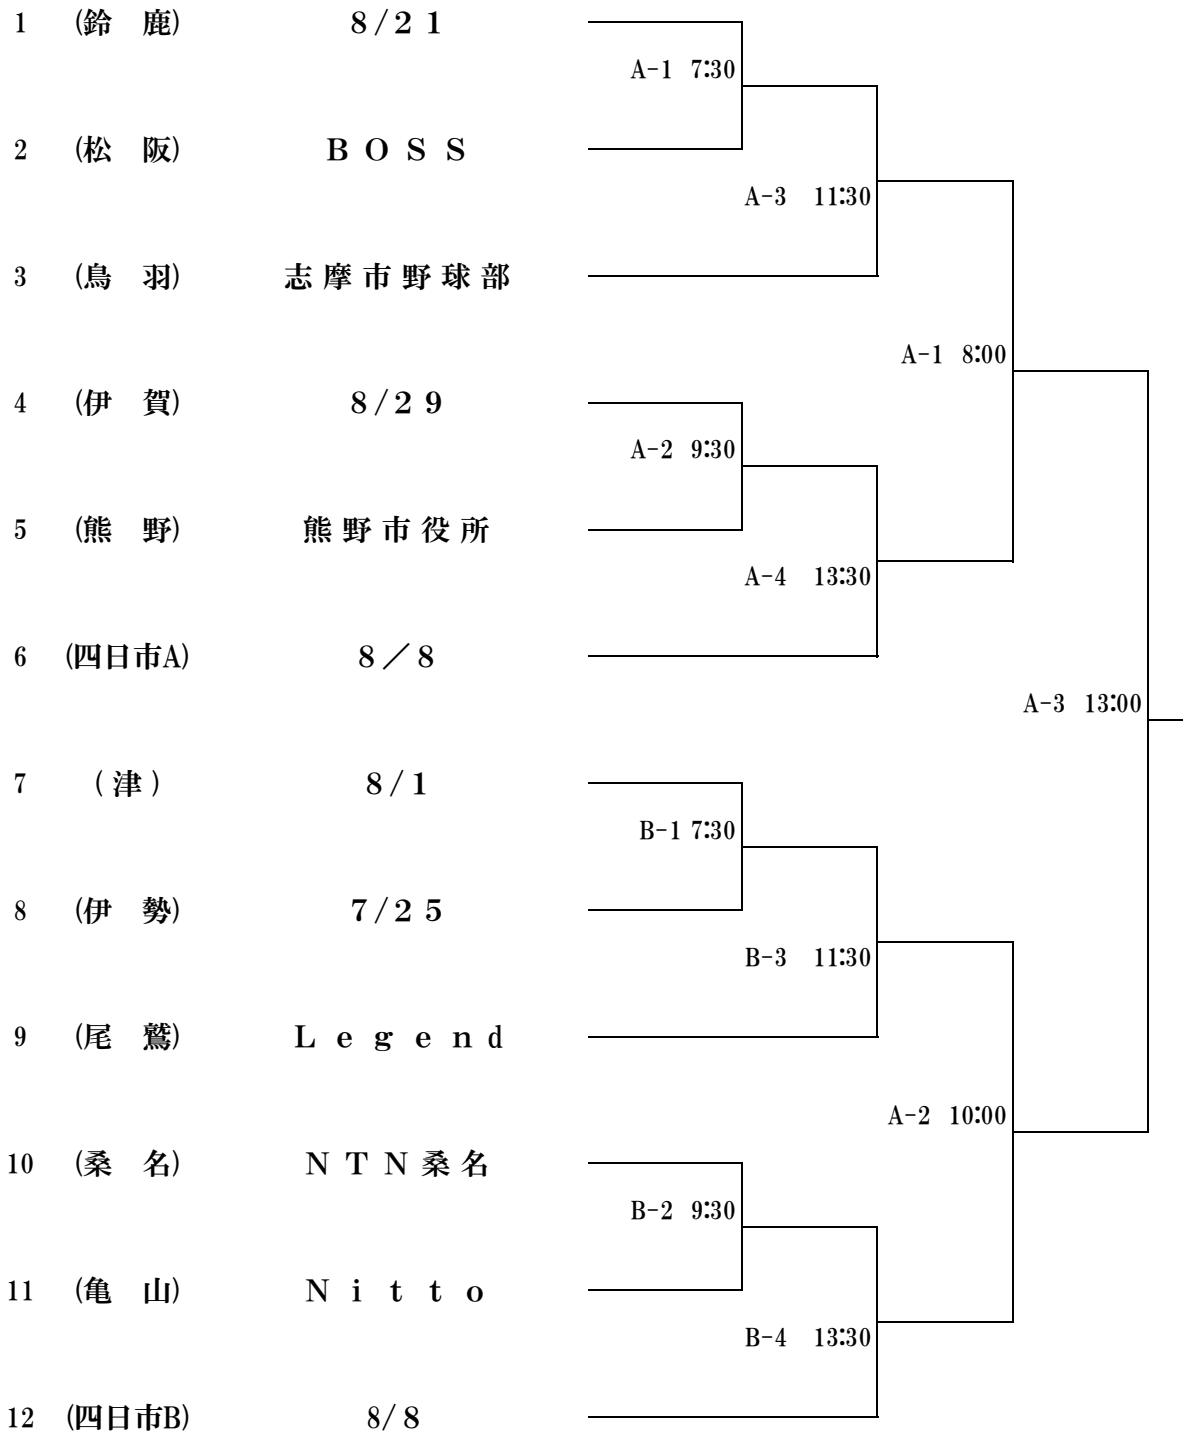 1 (鈴 鹿) 8/21
A-1 7:30
2 (松 阪) BOSS
A-3 11:30
3 (鳥 羽) 志摩市野球部
A-1 8:00
4 (伊 賀) 8/29
A-2 9:30
5 (熊 野) 熊野市役所
A-4 13:30
6 (四日市A) 8/8
A-3 13:00
7 (津) 8/1
B-1 7:30
8 (伊 勢) 7/25
B-3 11:30
9 (尾 鷲) Legend
A-2 10:00
10 (桑 名) NTN桑名
B-2 9:30
11 (亀 山) Nitto
B-4 13:30
12 (四日市B) 8/8